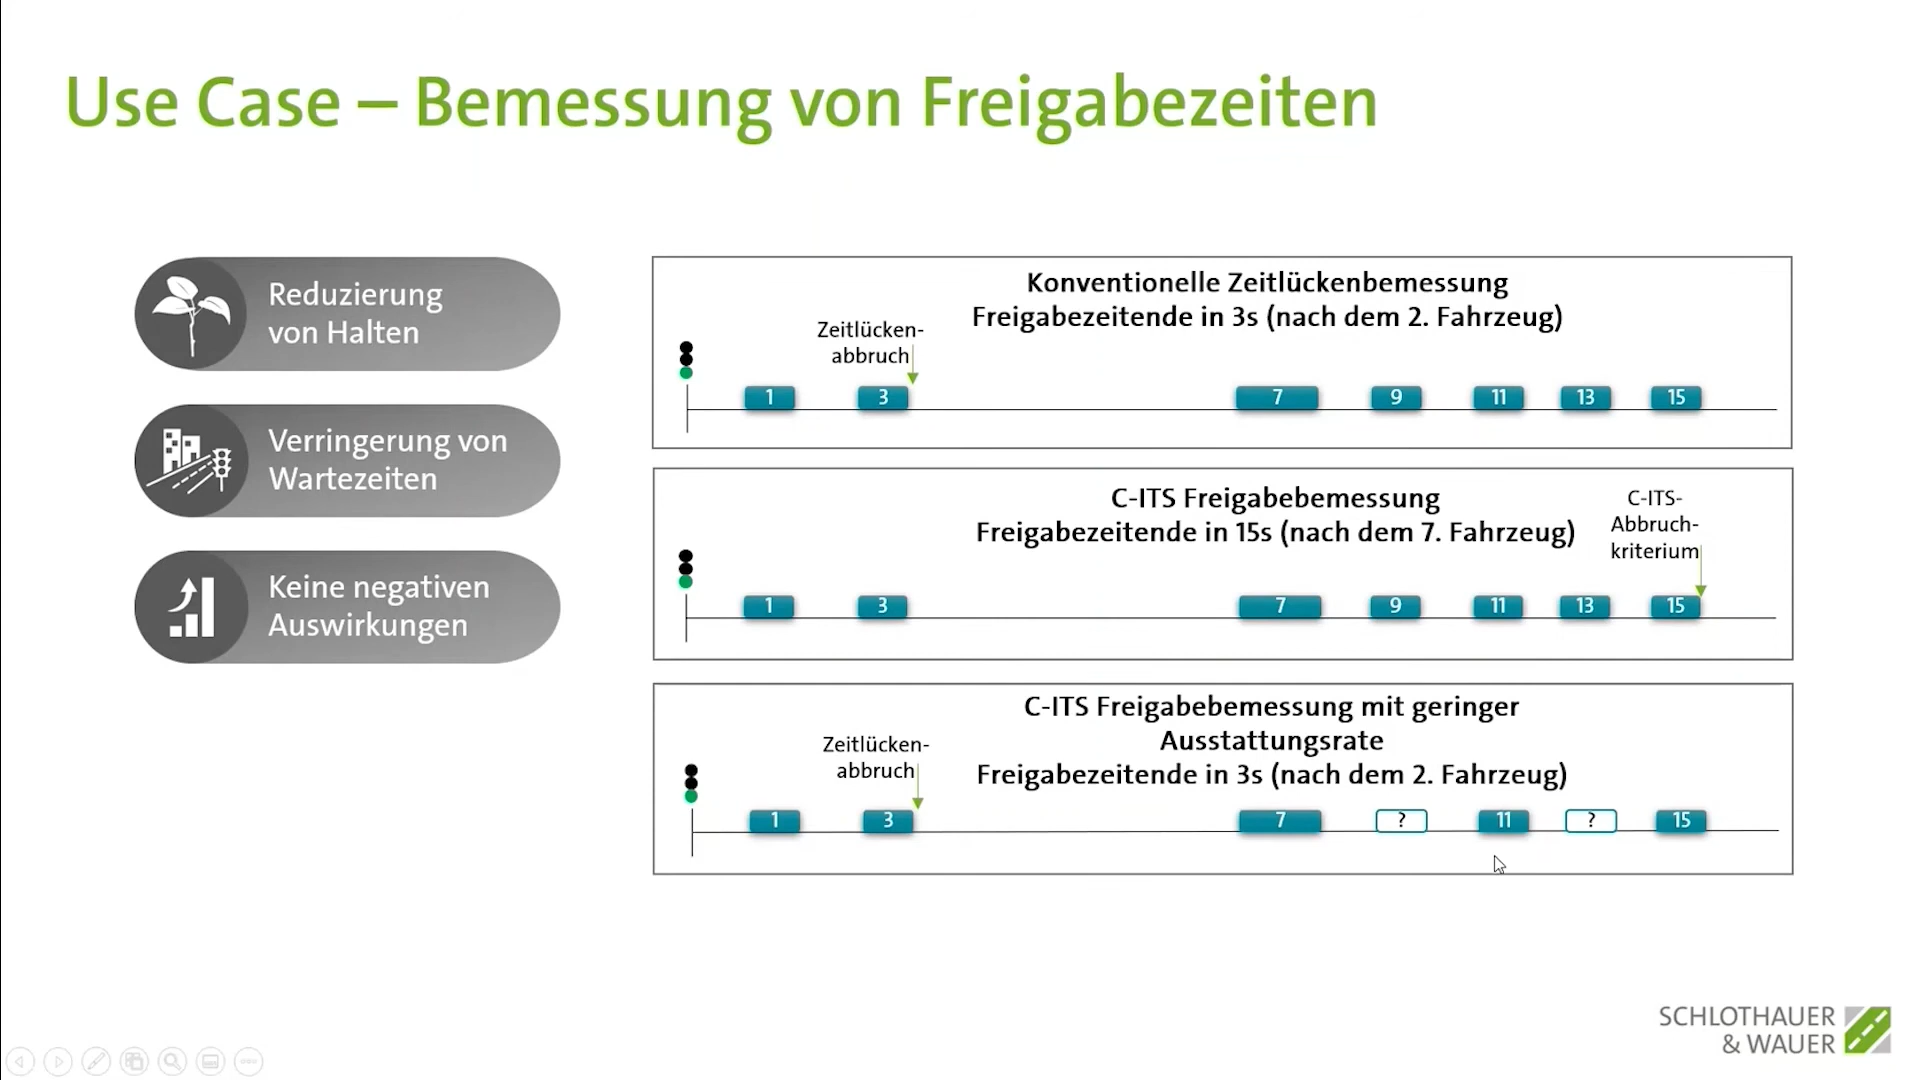 Use Case – Bemessung von Freigabezeiten
Reduzierung
von Halten
Verringerung von
Wartezeiten
Keine negativen
Auswirkungen
Konventionelle Zeitlückenbemessung
Freigabezeitende in 3s (nach dem 2. Fahrzeug)
Zeitlücken-
abbruch
1 3 7 9 11 13 15
C-ITS Freigabebemessung
Freigabezeitende in 15s (nach dem 7. Fahrzeug)
C-ITS-
Abbruch-
kriterium
1 3 7 9 11 13 15
C-ITS Freigabebemessung mit geringer
Ausstattungsrate
Freigabezeitende in 3s (nach dem 2. Fahrzeug)
Zeitlücken-
abbruch
1 3 7 ? 11 ? 15
SCHLOTHAUER
& WAUER